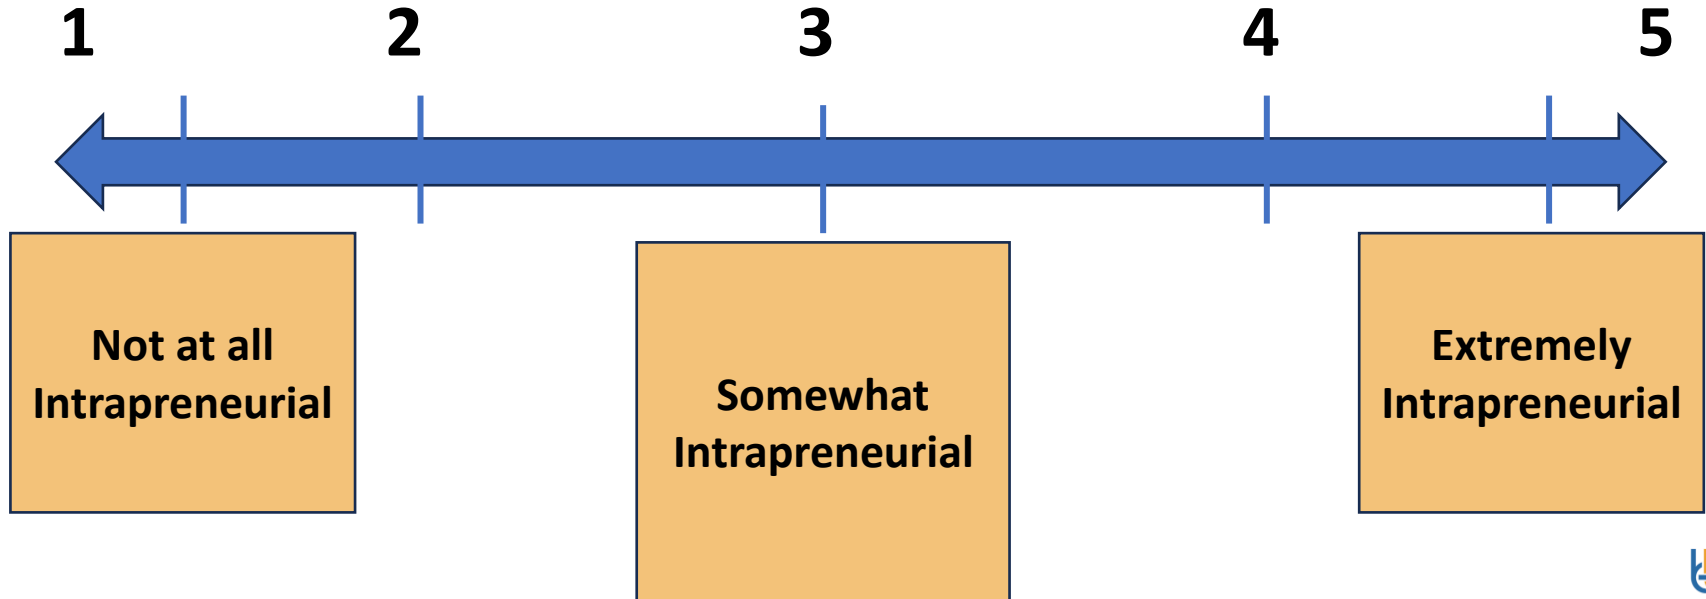 1 2 3 4 5
Not at all
Intrapreneurial
Somewhat
Intrapreneurial
Extremely
Intrapreneurial